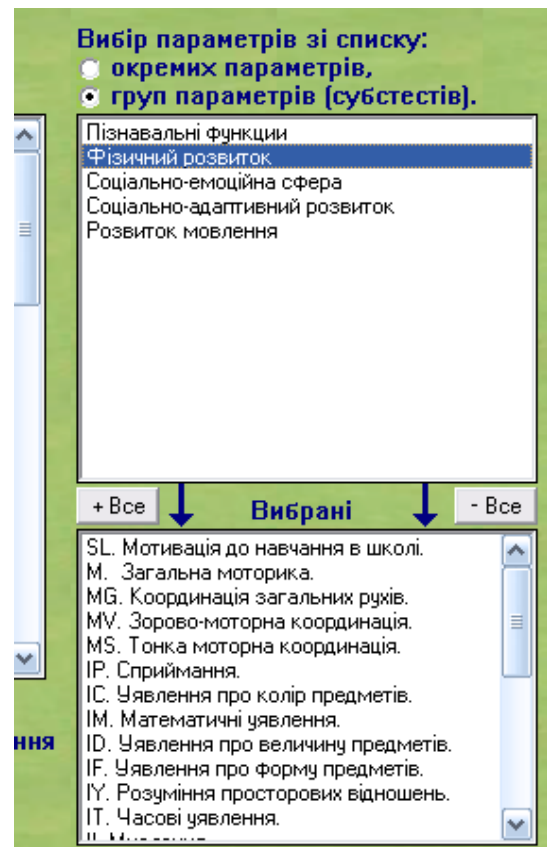 Вибір параметрів зі списку:
окремих параметрів,
груп параметрів (субстестів).
Пізнавальні функции
Фізичний розвиток
Соціально-емоційна сфера
Соціально-адаптивний розвиток
Розвиток мовлення
+ Все
Вибрані
- Все
SL. Мотивація до навчання в школі.
M. Загальна моторика.
MG. Координація загальних рухів.
MV. Зорово-моторна координація.
MS. Тонка моторна координація.
IP. Сприймання.
IC. Уявлення про колір предметів.
IM. Математичні уявлення.
ID. Уявлення про величину предметів.
IF. Уявлення про форму предметів.
IY. Розуміння просторових відношень.
IT. Часові уявлення.
ння